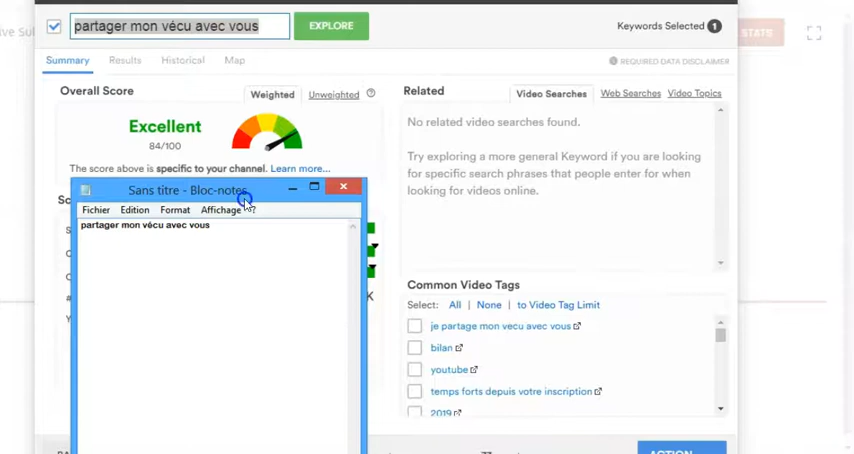 ive Su
partager mon vécu avec vous
EXPLORE
Keywords Selected 1
STATS
Summary
Results
Historical
Map
REQUIRED DATA DISCLAIMER
Overall Score
Weighted
Unweighted
Excellent
84/100
The score above is specific to your channel. Learn more...
Related
Video Searches
Web Searches
Video Topics
No related video searches found.
Try exploring a more general Keyword if you are looking
for specific search phrases that people enter for when
looking for videos online.
Sans titre - Bloc-notes
Fichier
Edition
Format
Affichage
?
partager mon vécu avec vous
K
Common Video Tags
Select: All | None | to Video Tag Limit
je partage mon vecu avec vous
bilan
youtube
temps forts depuis votre inscription
2019
ACTION